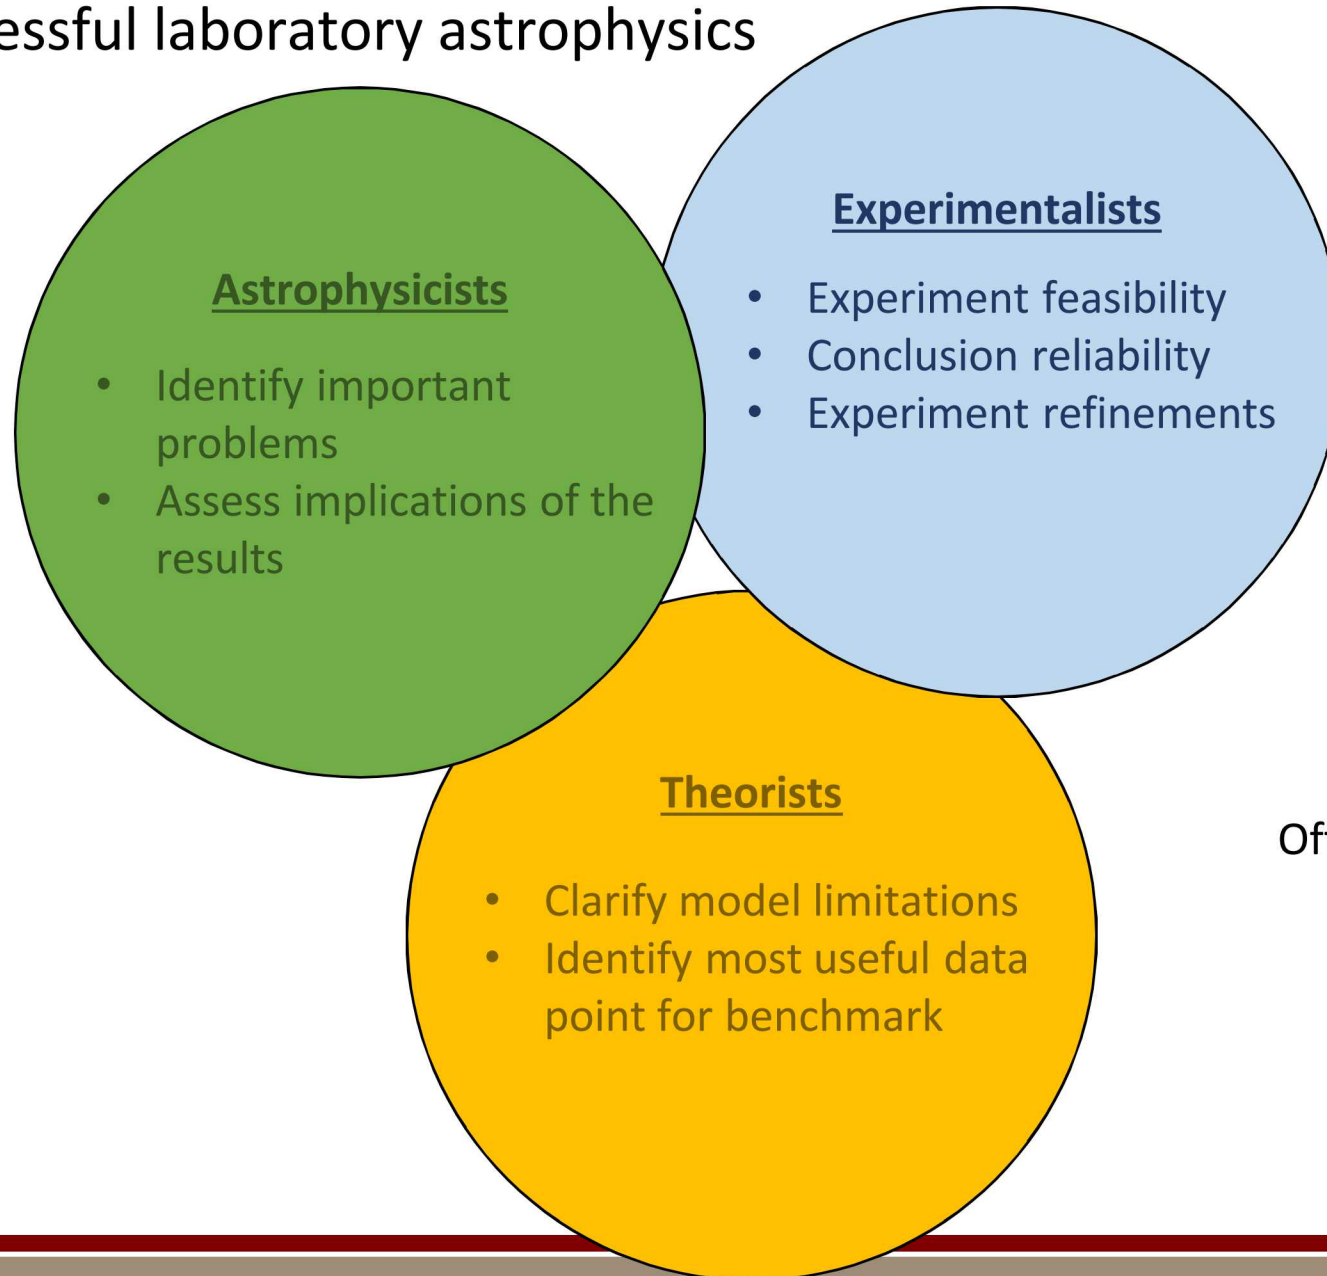 essful laboratory astrophysics
Astrophysicists
• Identify important
problems
• Assess implications of the
results
Experimentalists
• Experiment feasibility
• Conclusion reliability
• Experiment refinements
Theorists
• Clarify model limitations
• Identify most useful data
point for benchmark